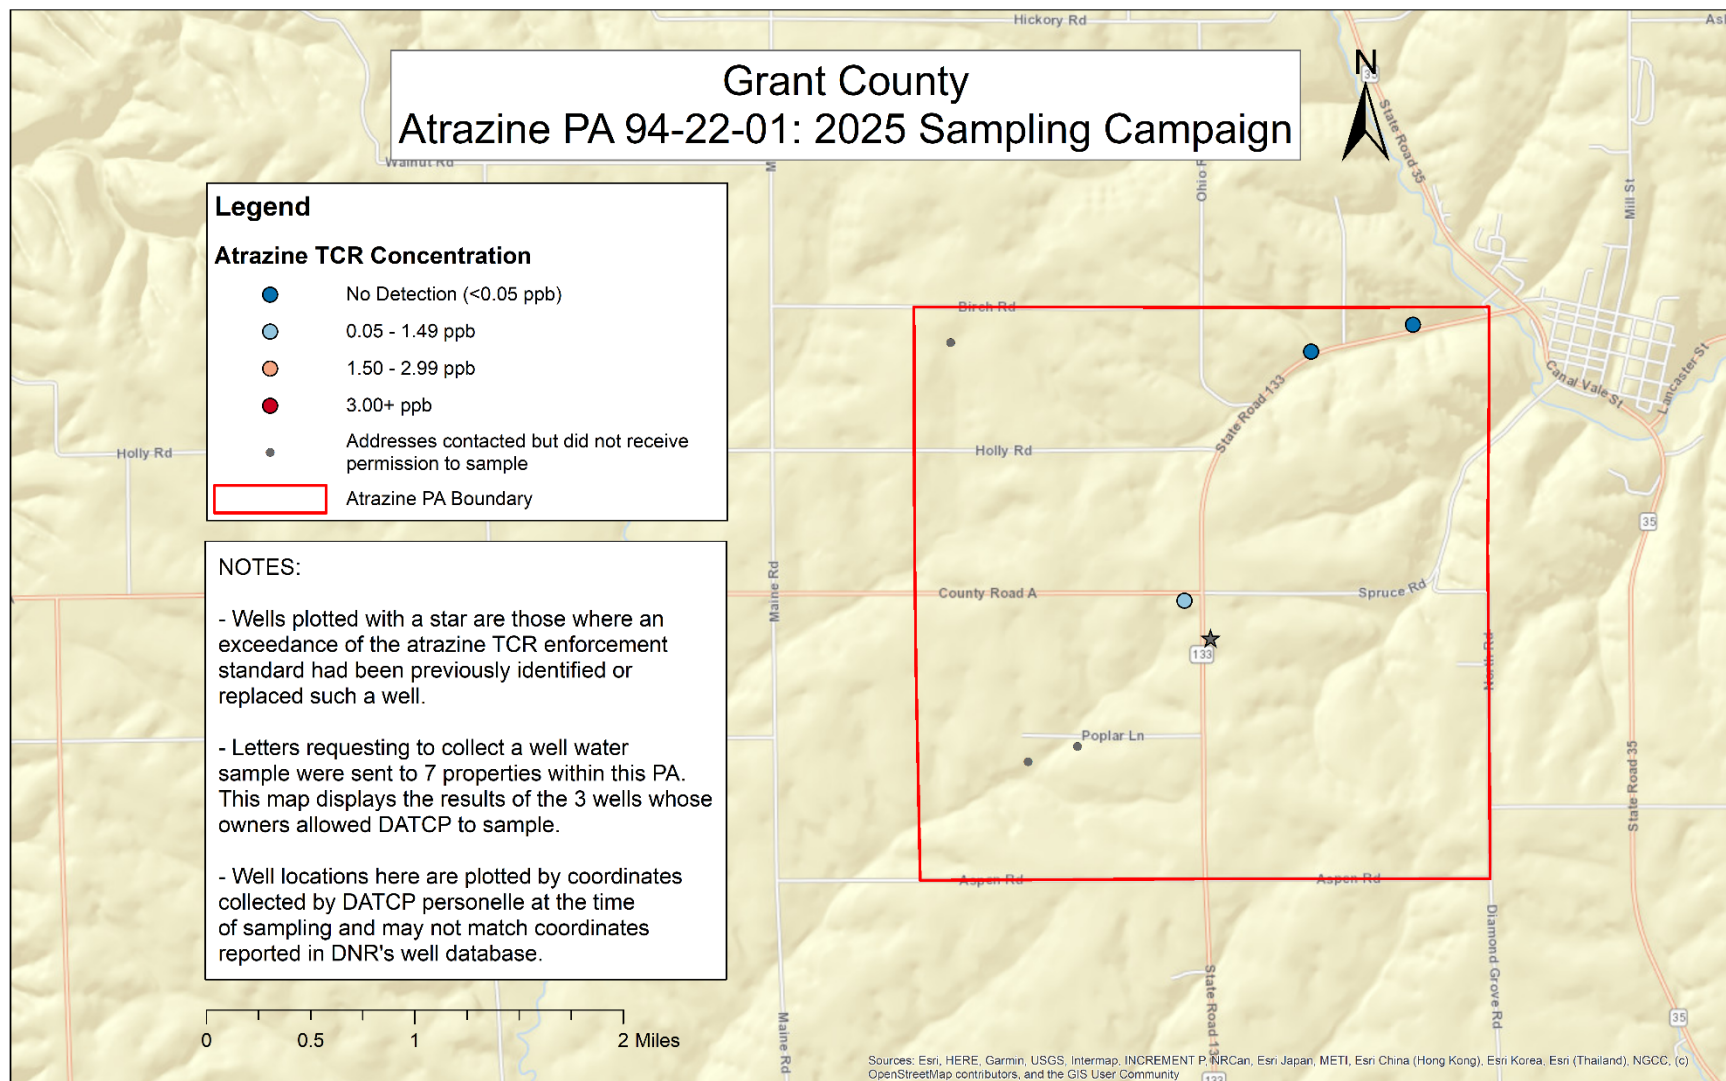 Hickory Rd
Grant County
Atrazine PA 94-22-01: 2025 Sampling Campaign
N
35
State Road 35
Walnut Rd
Mill St
Legend
Atrazine TCR Concentration
No Detection (<0.05 ppb)
0.05 - 1.49 ppb
1.50 - 2.99 ppb
3.00+ ppb
Addresses contacted but did not receive
permission to sample
Atrazine PA Boundary
Birch Rd
State Road 133
Canal Vale St
Lancaster St
Holly Rd
Holly Rd
35
NOTES:
- Wells plotted with a star are those where an
exceedance of the atrazine TCR enforcement
standard had been previously identified or
replaced such a well.
- Letters requesting to collect a well water
sample were sent to 7 properties within this PA.
This map displays the results of the 3 wells whose
owners allowed DATCP to sample.
- Well locations here are plotted by coordinates
collected by DATCP personelle at the time
of sampling and may not match coordinates
reported in DNR's well database.
Maine Rd
County Road A
Spruce Rd
133
North Rd
Poplar Ln
State Road 35
Aspen Rd
Aspen Rd
Diamond Grove Rd
State Road 133
Maine Rd
35
133
0 0.5 1 2 Miles
Sources: Esri, HERE, Garmin, USGS, Intermap, INCREMENT P, NRCan, Esri Japan, METI, Esri China (Hong Kong), Esri Korea, Esri (Thailand), NGCC, (c)
OpenStreetMap contributors, and the GIS User Community